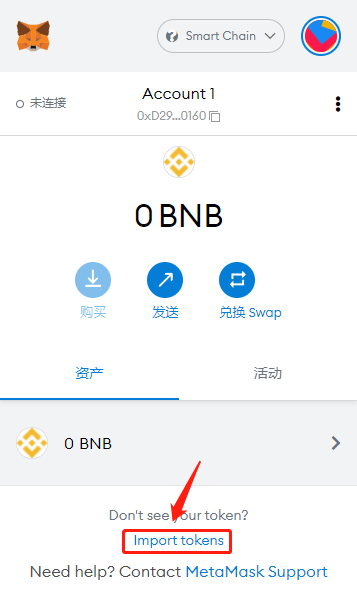 Smart Chain
未连接
Account 1
0xD29...0160
0 BNB
购买
发送
兑换 Swap
资产
活动
0 BNB
Don't see your token?
Import tokens
Need help? Contact MetaMask Support